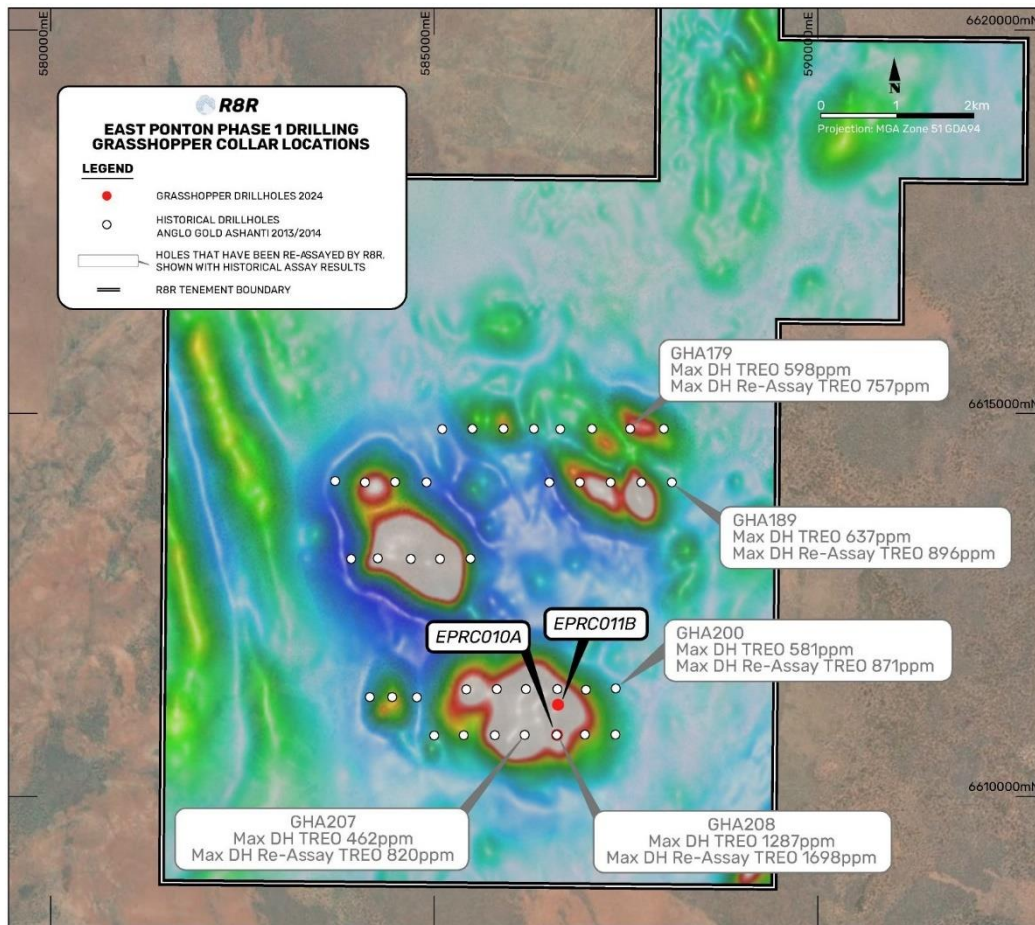 580000mE
585000mE
590000mE
6620000mN
R8R
EAST PONTON PHASE 1 DRILLING
GRASSHOPPER COLLAR LOCATIONS
LEGEND
GRASSHOPPER DRILLHOLES 2024
HISTORICAL DRILLHOLES
ANGLO GOLD ASHANTI 2013/2014
HOLES THAT HAVE BEEN RE-ASSAYED BY R8R.
SHOWN WITH HISTORICAL ASSAY RESULTS
R8R TENEMENT BOUNDARY
N
0 1 2km
Projection: MGA Zone 51 GDA94
GHA179
Max DH TREO 598ppm
Max DH Re-Assay TREO 757ppm
6615000mN
GHA189
Max DH TREO 637ppm
Max DH Re-Assay TREO 896ppm
EPRC010A
EPRC011B
GHA200
Max DH TREO 581ppm
Max DH Re-Assay TREO 871ppm
6610000mN
GHA207
Max DH TREO 462ppm
Max DH Re-Assay TREO 820ppm
GHA208
Max DH TREO 1287ppm
Max DH Re-Assay TREO 1698ppm